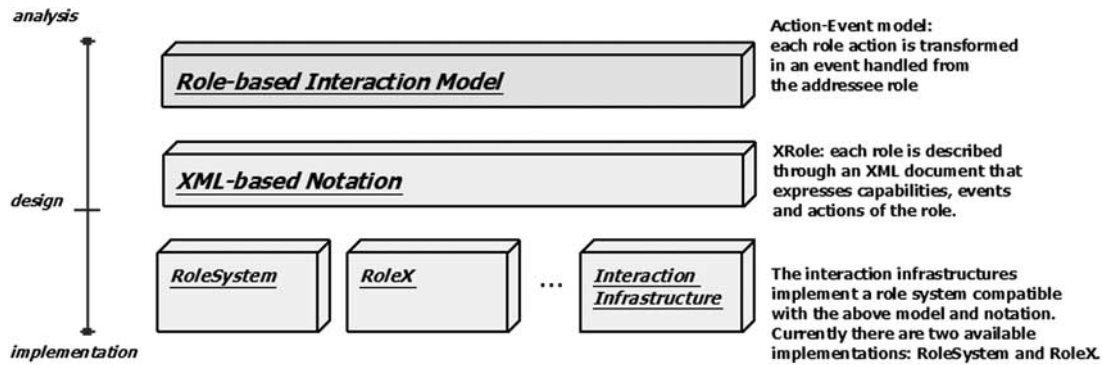 analysis
Action-Event model:
each role action is transformed
in an event handled from
the addressee role
Role-based Interaction Model
XRole: each role is described
through an XML document that
expresses capabilities, events
and actions of the role.
XML-based Notation
design
RoleSystem
RoleX
...
Interaction
Infrastructure
The interaction infrastructures
implement a role system compatible
with the above model and notation.
Currently there are two available
implementations: RoleSystem and RoleX.
implementation